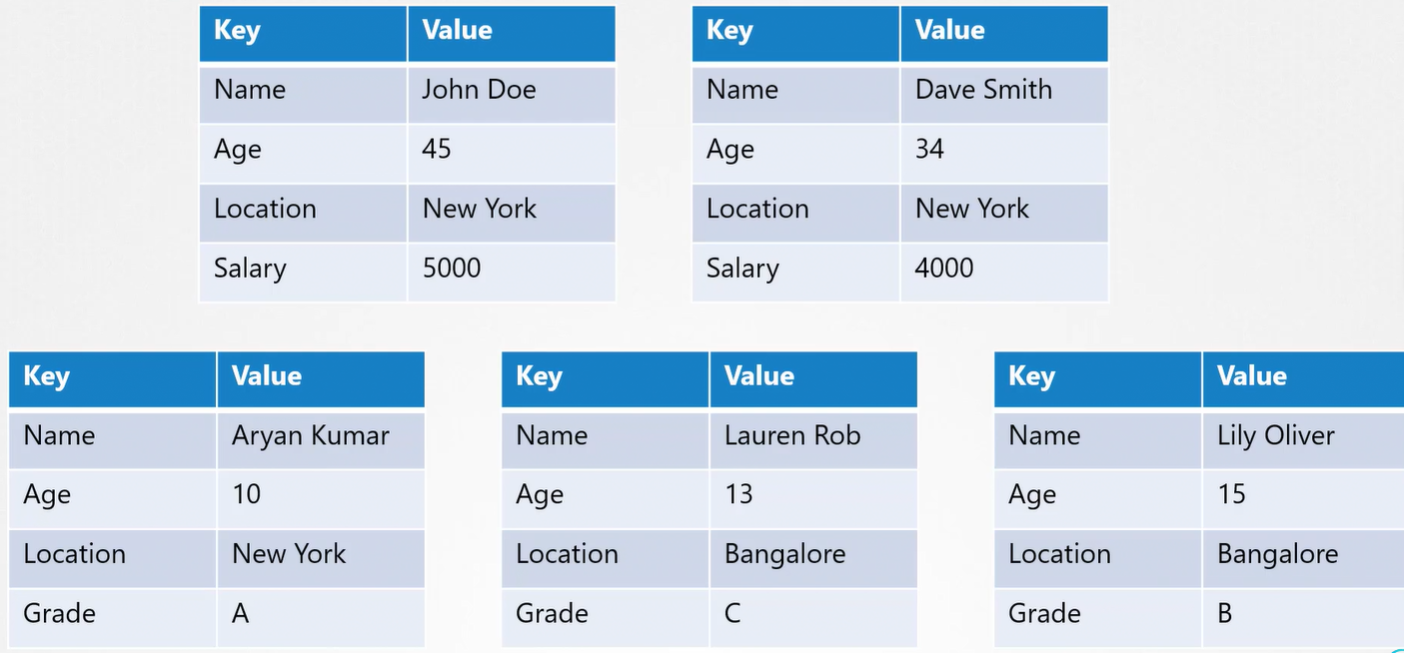 Key Value
Name John Doe
Age 45
Location New York
Salary 5000
Key Value
Name Dave Smith
Age 34
Location New York
Salary 4000
Key Value
Name Aryan Kumar
Age 10
Location New York
Grade A
Key Value
Name Lauren Rob
Age 13
Location Bangalore
Grade C
Key Value
Name Lily Oliver
Age 15
Location Bangalore
Grade B